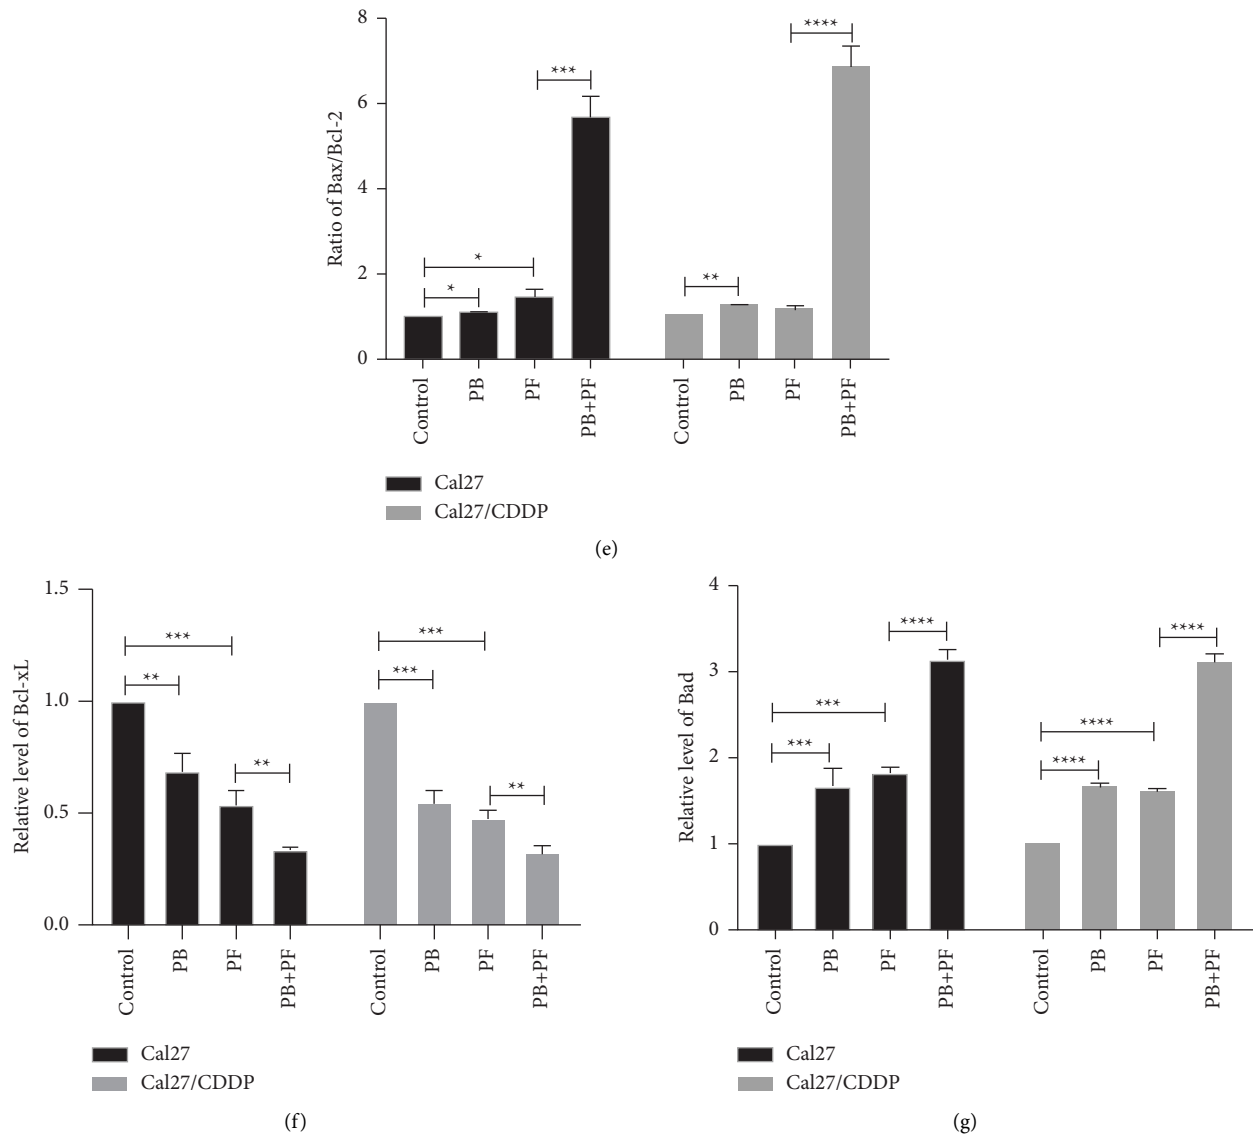 Ratio of Bax/Bcl-2
8
6
4
2
0
***
*
*
****
**
Control
PB
PF
PB+PF
Control
PB
PF
PB+PF
Cal27
Cal27/CDDP
(e)
Relative level of Bcl-xL
1.5
1.0
0.5
0.0
***
**
**
***
***
**
Control
PB
PF
PB+PF
Control
PB
PF
PB+PF
Cal27
Cal27/CDDP
(f)
Relative level of Bad
4
3
2
1
0
****
***
***
****
****
****
Control
PB
PF
PB+PF
Control
PB
PF
PB+PF
Cal27
Cal27/CDDP
(g)